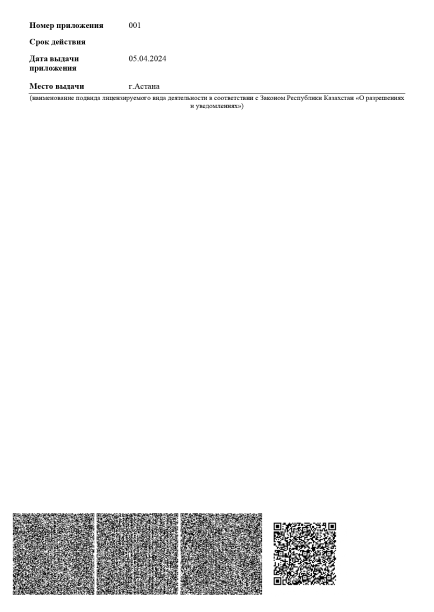 Номер приложения 001
Срок действия
Дата выдачи 05.04.2024
приложения
Место выдачи г.Астана
(наименование подвида лицензируемого вида деятельности в соответствии с Законом Республики Казахстан «О разрешениях
и уведомлениях»)